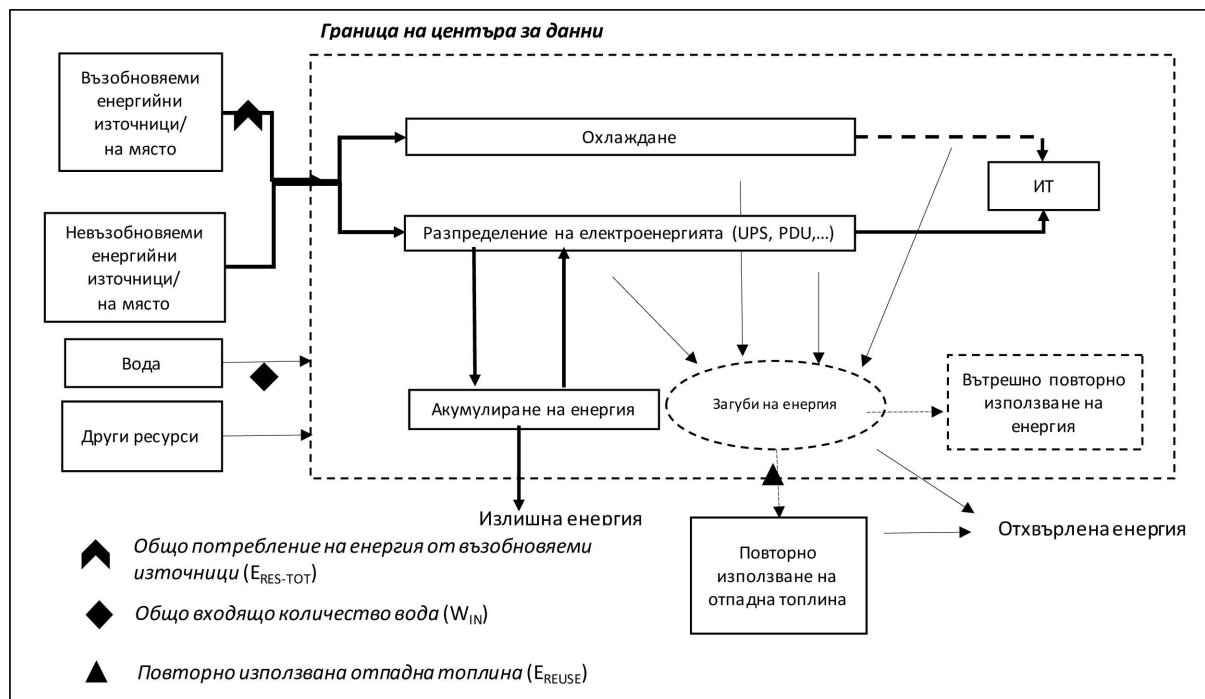 Граница на центъра за данни
Възобновяеми
енергийни
източници/
на място
Охлаждане
ИТ
Невъзобновяеми
енергийни
източници/
на място
Разпределение на електроенергията (UPS, PDU,...)
Вода
Други ресурси
Акумулиране на енергия
Загуби на енергия
Вътрешно повторно
използване на
енергия
Излишна енергия
Отхвърлена енергия
Повторно
използване на
отпадна топлина
Общо потребление на енергия от възобновяеми
източници (E_RES-TOT)
Общо входящо количество вода (W_IN)
Повторно използвана отпадна топлина (E_REUSE)